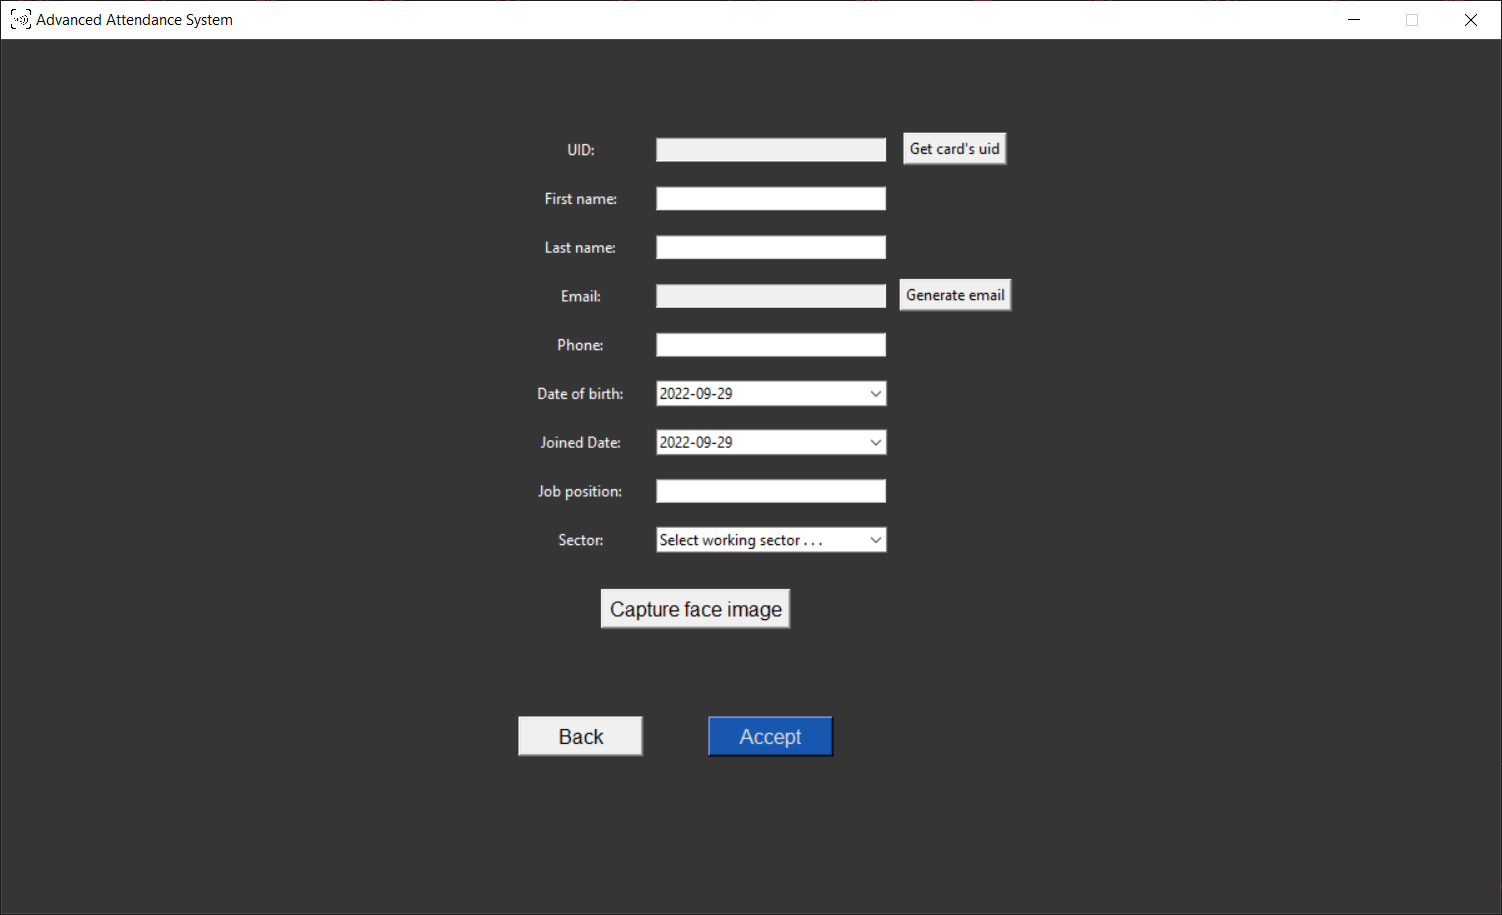 Advanced Attendance System
UID: Get card's uid
First name:
Last name:
Email: Generate email
Phone:
Date of birth: 2022-09-29
Joined Date: 2022-09-29
Job position:
Sector: Select working sector . . .
Capture face image
Back Accept